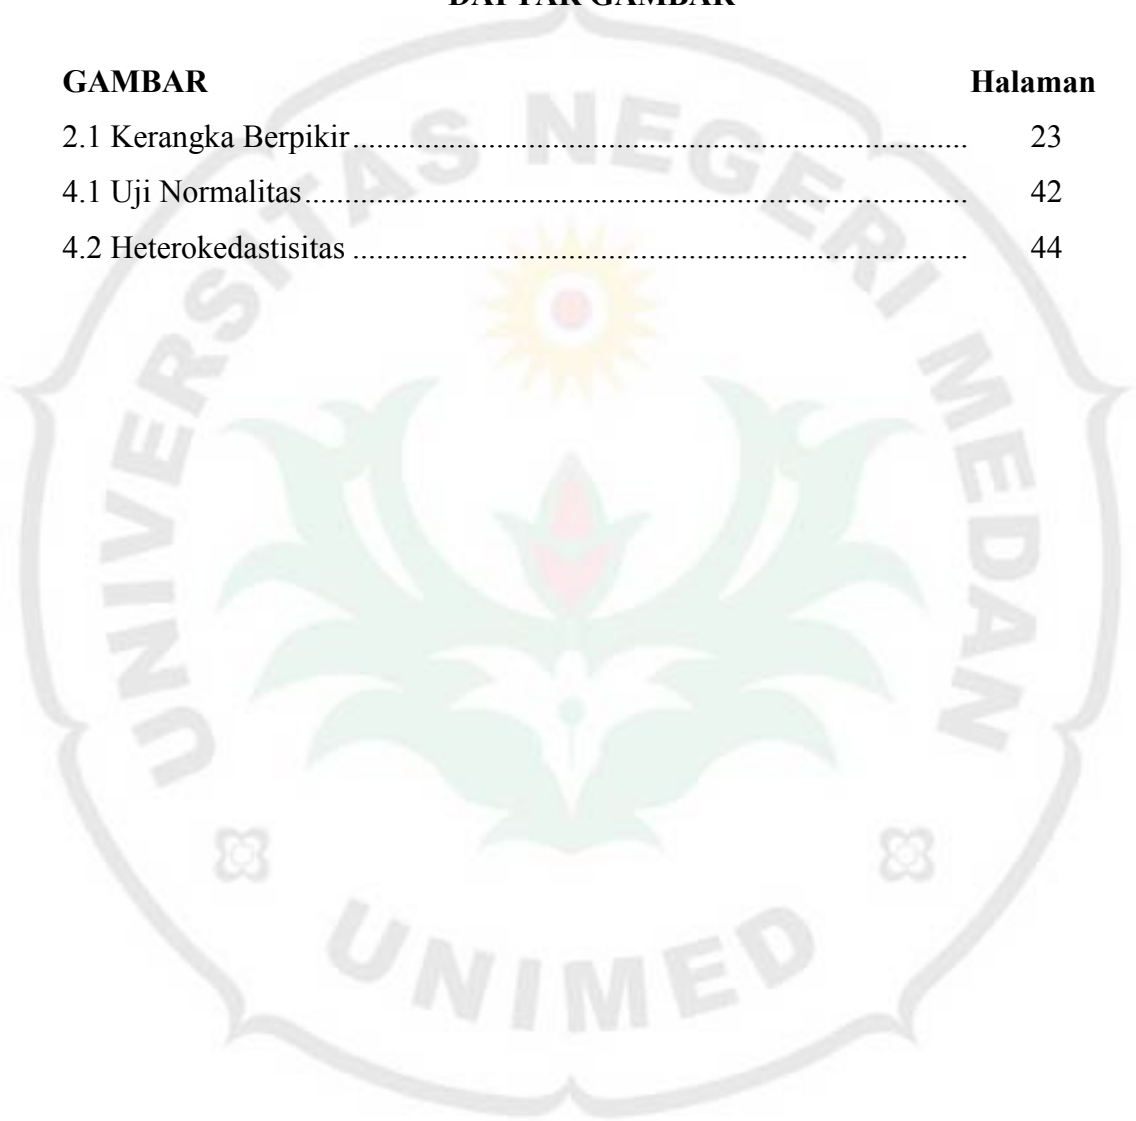 DAFTAR GAMBAR
GAMBAR Halaman
2.1 Kerangka Berpikir................................................................. 23
4.1 Uji Normalitas...................................................................... 42
4.2 Heterokedastisitas ................................................................. 44
UNIVERSITAS NEGERI MEDAN
UNIMED